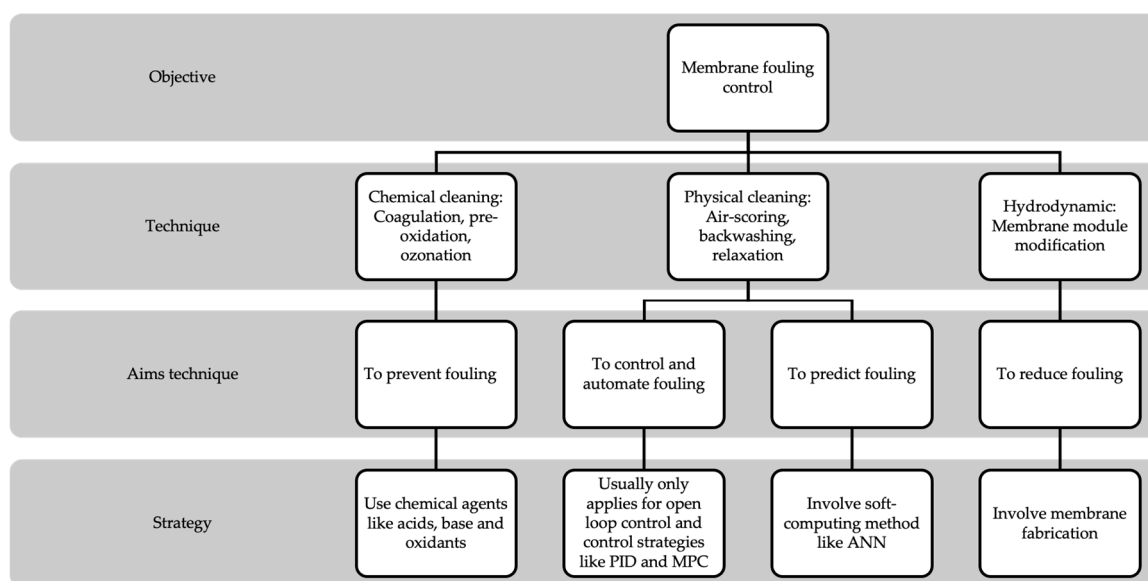 Objective
Membrane fouling
control
Technique
Chemical cleaning:
Coagulation, pre-
oxidation,
ozonation
Physical cleaning:
Air-scoring,
backwashing,
relaxation
Hydrodynamic:
Membrane module
modification
Aims technique
To prevent fouling
To control and
automate fouling
To predict fouling
To reduce fouling
Strategy
Use chemical agents
like acids, base and
oxidants
Usually only
applies for open
loop control and
control strategies
like PID and MPC
Involve soft-
computing method
like ANN
Involve membrane
fabrication